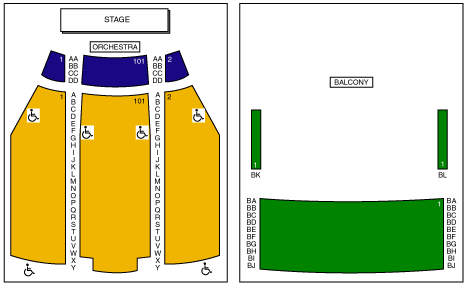 STAGE
ORCHESTRA
1 AA 101 AA 2
BB BB
CC CC
DD DD
1 A 101 A 2
B B
C C
D D
E E
F F
G G
H H
I I
J J
K K
L L
M M
N N
O O
P P
Q Q
R R
S S
T T
U U
V V
W W
X X
Y Y
BALCONY
1 1
BK BL
BA 1 BA
BB BB
BC BC
BD BD
BE BE
BF BF
BG BG
BH BH
BI BI
BJ BJ